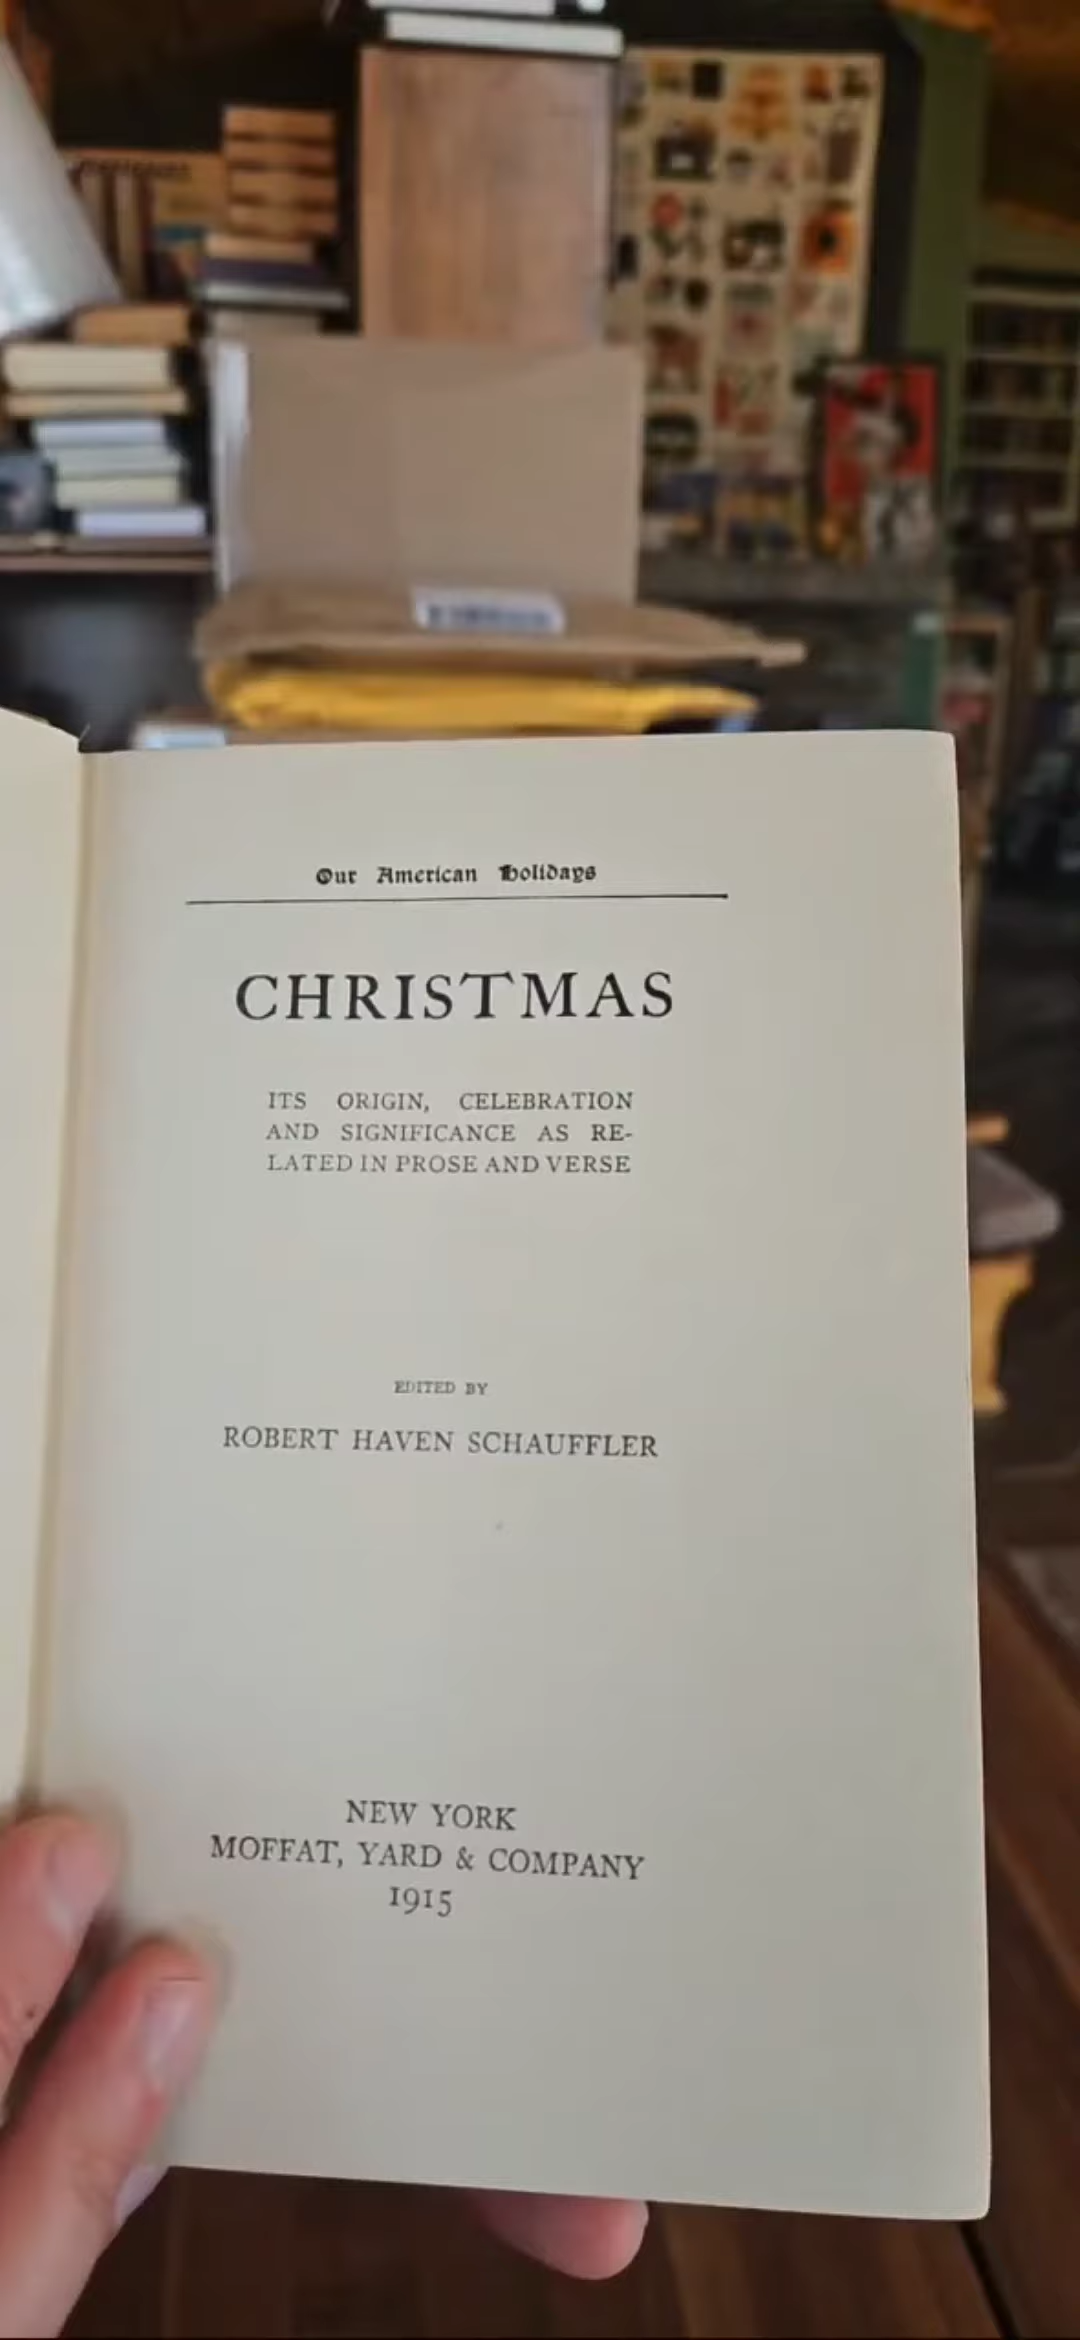 Our American Holidays
CHRISTMAS
ITS ORIGIN, CELEBRATION
AND SIGNIFICANCE AS RE-
LATED IN PROSE AND VERSE
EDITED BY
ROBERT HAVEN SCHAUFFLER
NEW YORK
MOFFAT, YARD & COMPANY
1915